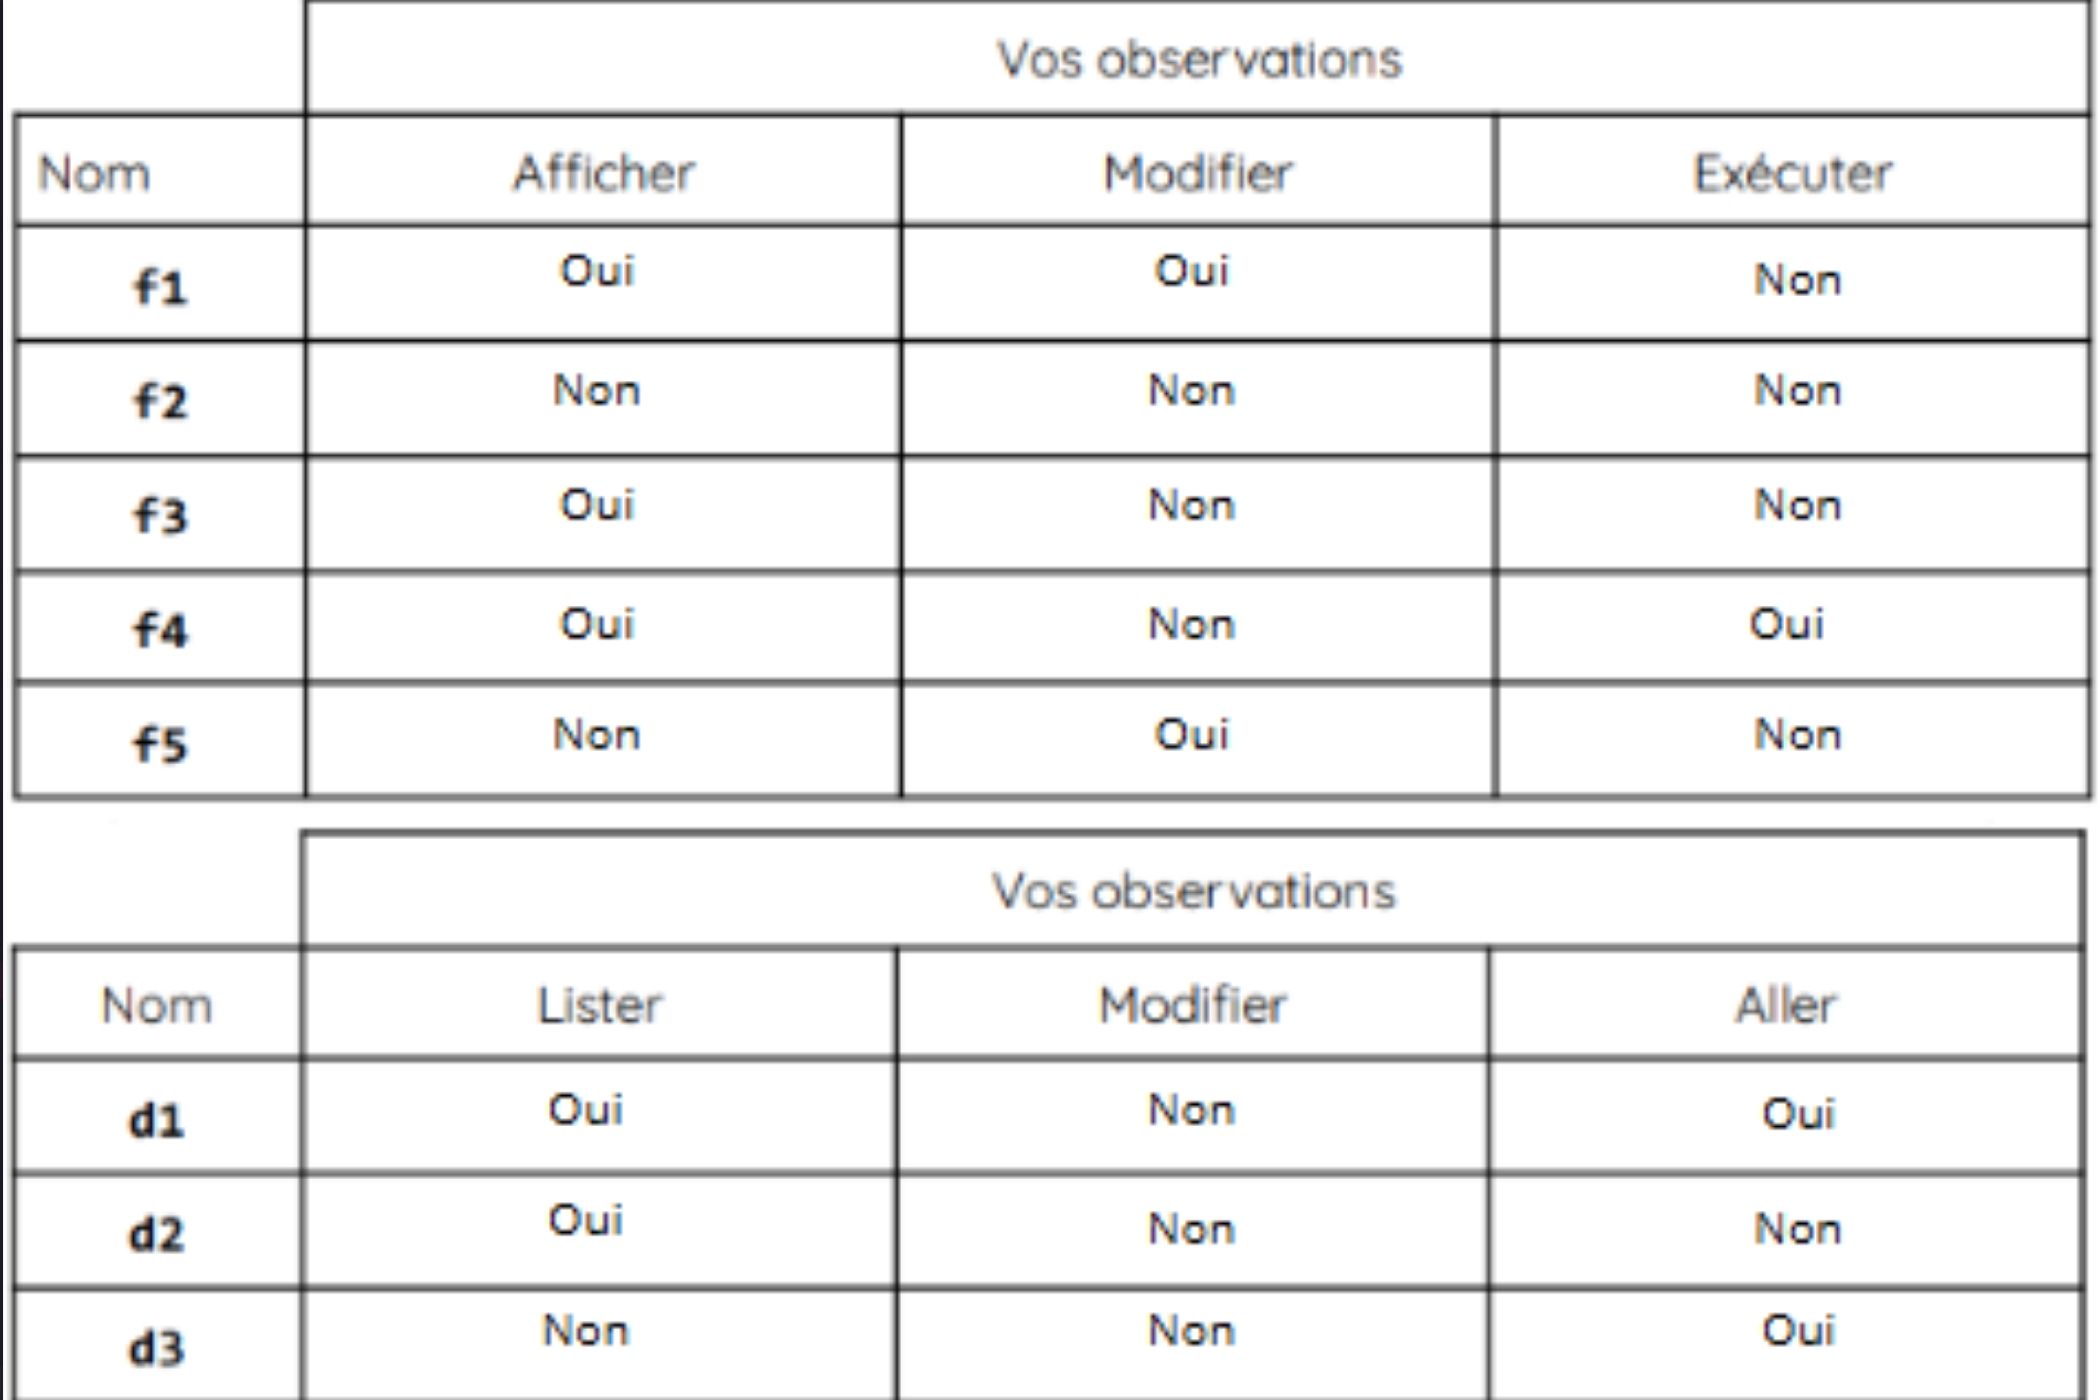 Vos observations
Nom Afficher Modifier Exécuter
f1 Oui Oui Non
f2 Non Non Non
f3 Oui Non Non
f4 Oui Non Oui
f5 Non Oui Non
Vos observations
Nom Lister Modifier Aller
d1 Oui Non Oui
d2 Oui Non Non
d3 Non Non Oui